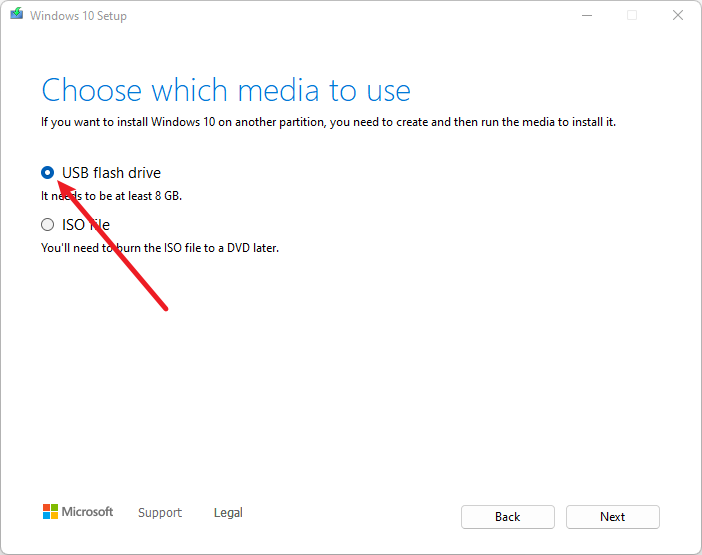 Windows 10 Setup
Choose which media to use
If you want to install Windows 10 on another partition, you need to create and then run the media to install it.
USB flash drive
It needs to be at least 8 GB.
ISO file
You'll need to burn the ISO file to a DVD later.
Microsoft Support Legal Back Next